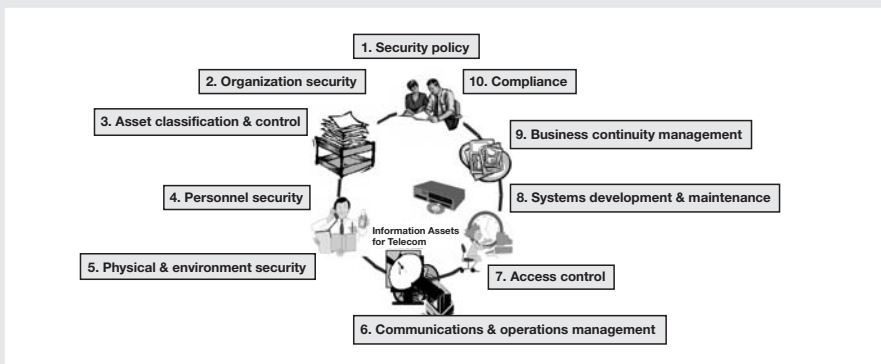 1. Security policy
2. Organization security
10. Compliance
3. Asset classification & control
9. Business continuity management
4. Personnel security
8. Systems development & maintenance
Information Assets
for Telecom
5. Physical & environment security
7. Access control
6. Communications & operations management